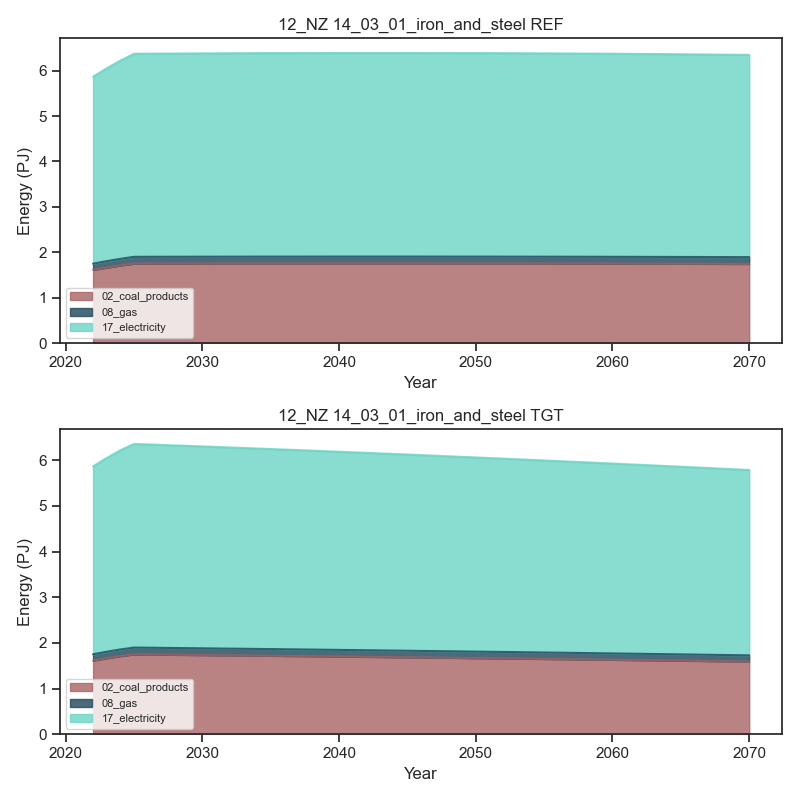 12_NZ 14_03_01_iron_and_steel REF
Energy (PJ)
6
5
4
3
2
1
0
02_coal_products
08_gas
17_electricity
2020 2030 2040 2050 2060 2070
Year
12_NZ 14_03_01_iron_and_steel TGT
Energy (PJ)
6
5
4
3
2
1
0
02_coal_products
08_gas
17_electricity
2020 2030 2040 2050 2060 2070
Year